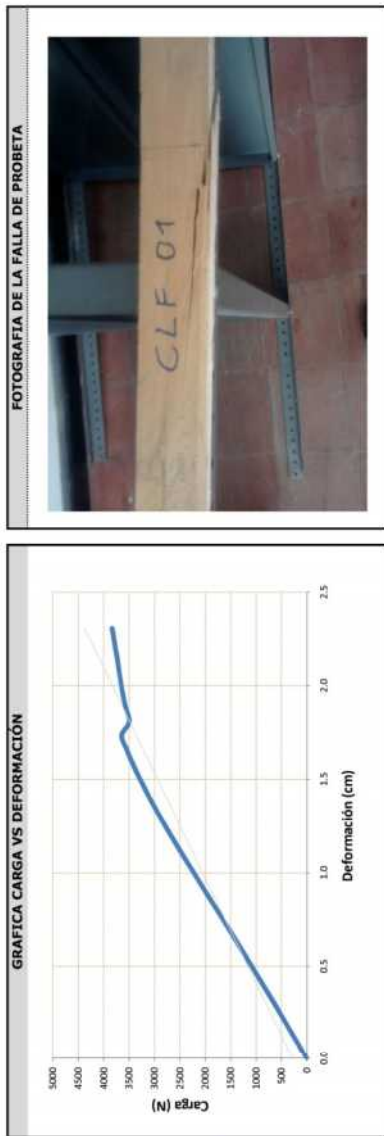 GRAFICA CARGA VS DEFORMACIÓN
Carga (N)
5000
4500
4000
3500
3000
2500
2000
1500
1000
500
0
0.0 0.5 1.0 1.5 2.0 2.5
Deformación (cm)
FOTOGRAFIA DE LA FALLA DE PROBETA
CLF 01